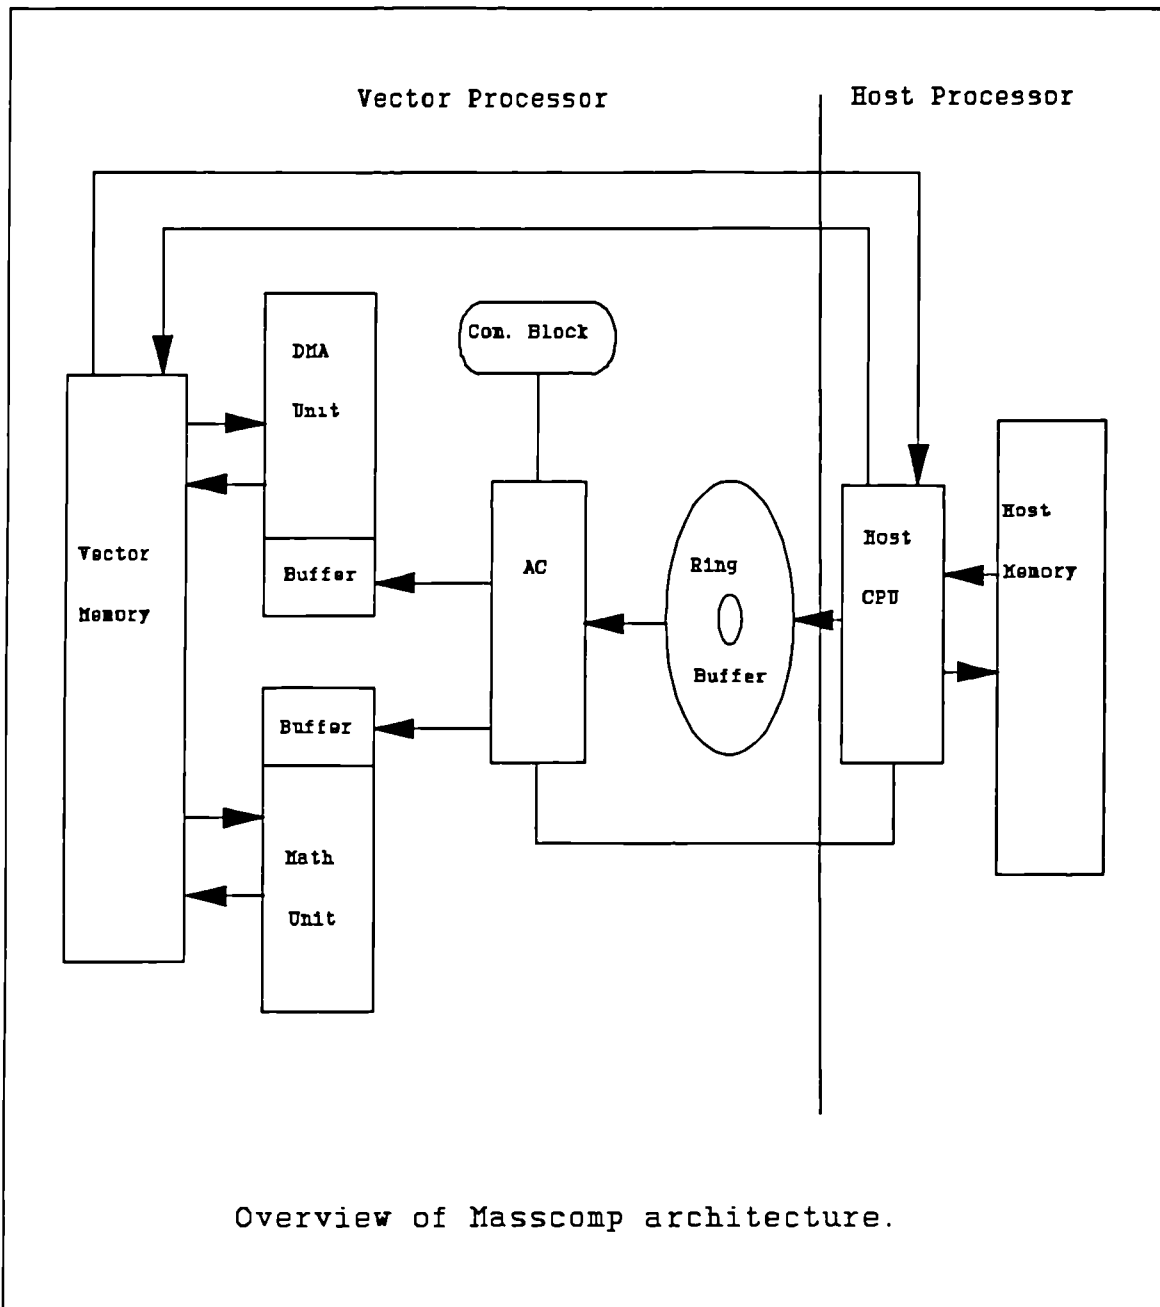 Vector Processor
Host Processor
Com. Block
DMA
Unit
Buffer
Vector
Memory
AC
Ring
Buffer
Host
CPU
Host
Memory
Buffer
Math
Unit
Overview of Masscomp architecture.